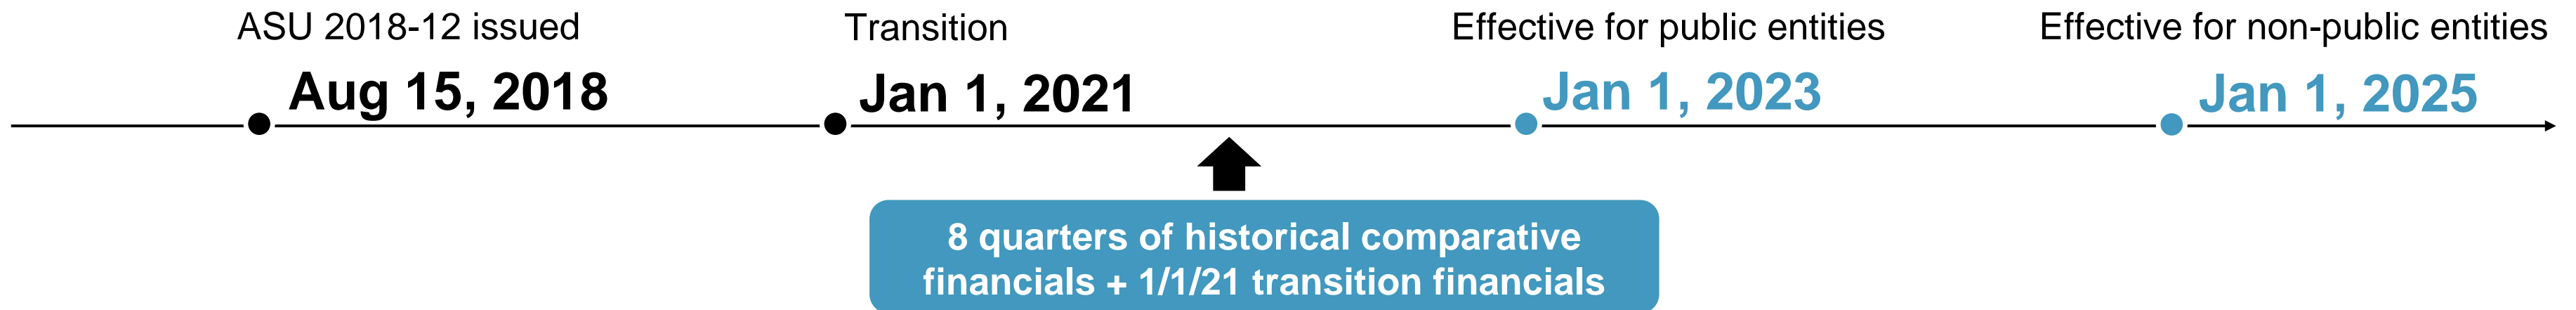 ASU 2018-12 issued
Aug 15, 2018
Transition
Jan 1, 2021
Effective for public entities
Jan 1, 2023
Effective for non-public entities
Jan 1, 2025
8 quarters of historical comparative
financials + 1/1/21 transition financials